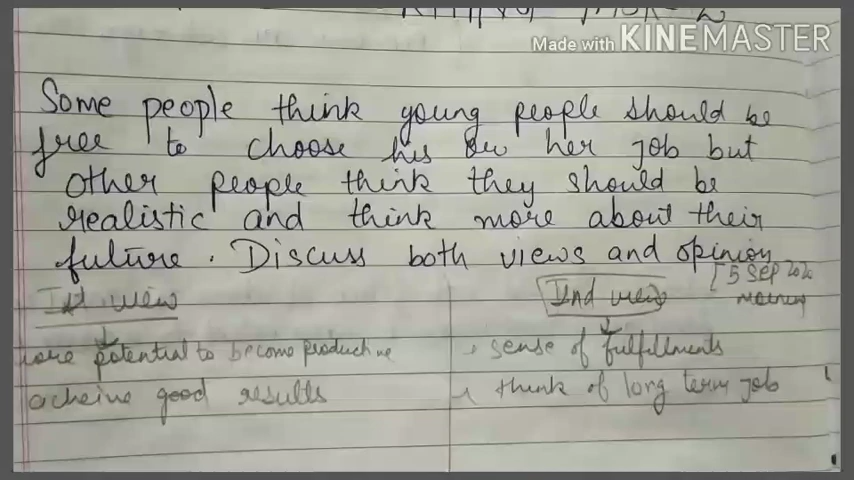 Made with KINEMASTER
Some people think young people should be
free to choose his or her job but
other people think they should be
realistic and think more about their
future. Discuss both views and opinion
[5 Sep 2020
Ist view
IInd view
potential to become productive
sense of fulfillments
acheive good results
think of long term job